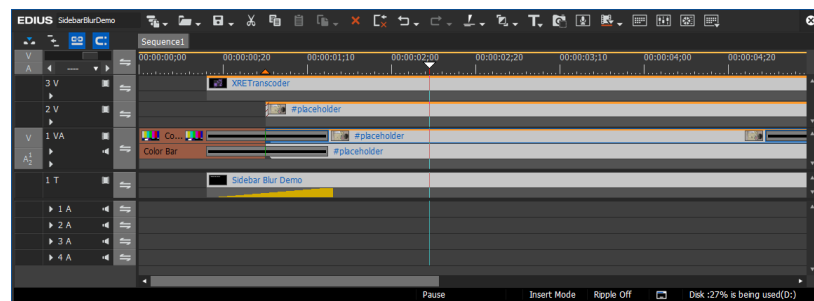 EDIUS SidebarBlurDemo
Sequence1
V
A
00:00:00;00 00:00:00;20 00:00:01;10 00:00:02;00 00:00:02;20 00:00:03;10 00:00:04;00 00:00:04;20
3 V XRETranscoder
2 V #placeholder
V 1 VA Co... #placeholder
A1 2 Color Bar #placeholder
1 T Sidebar Blur Demo
1 A
2 A
3 A
4 A
Pause Insert Mode Ripple Off Disk :27% is being used(D:)